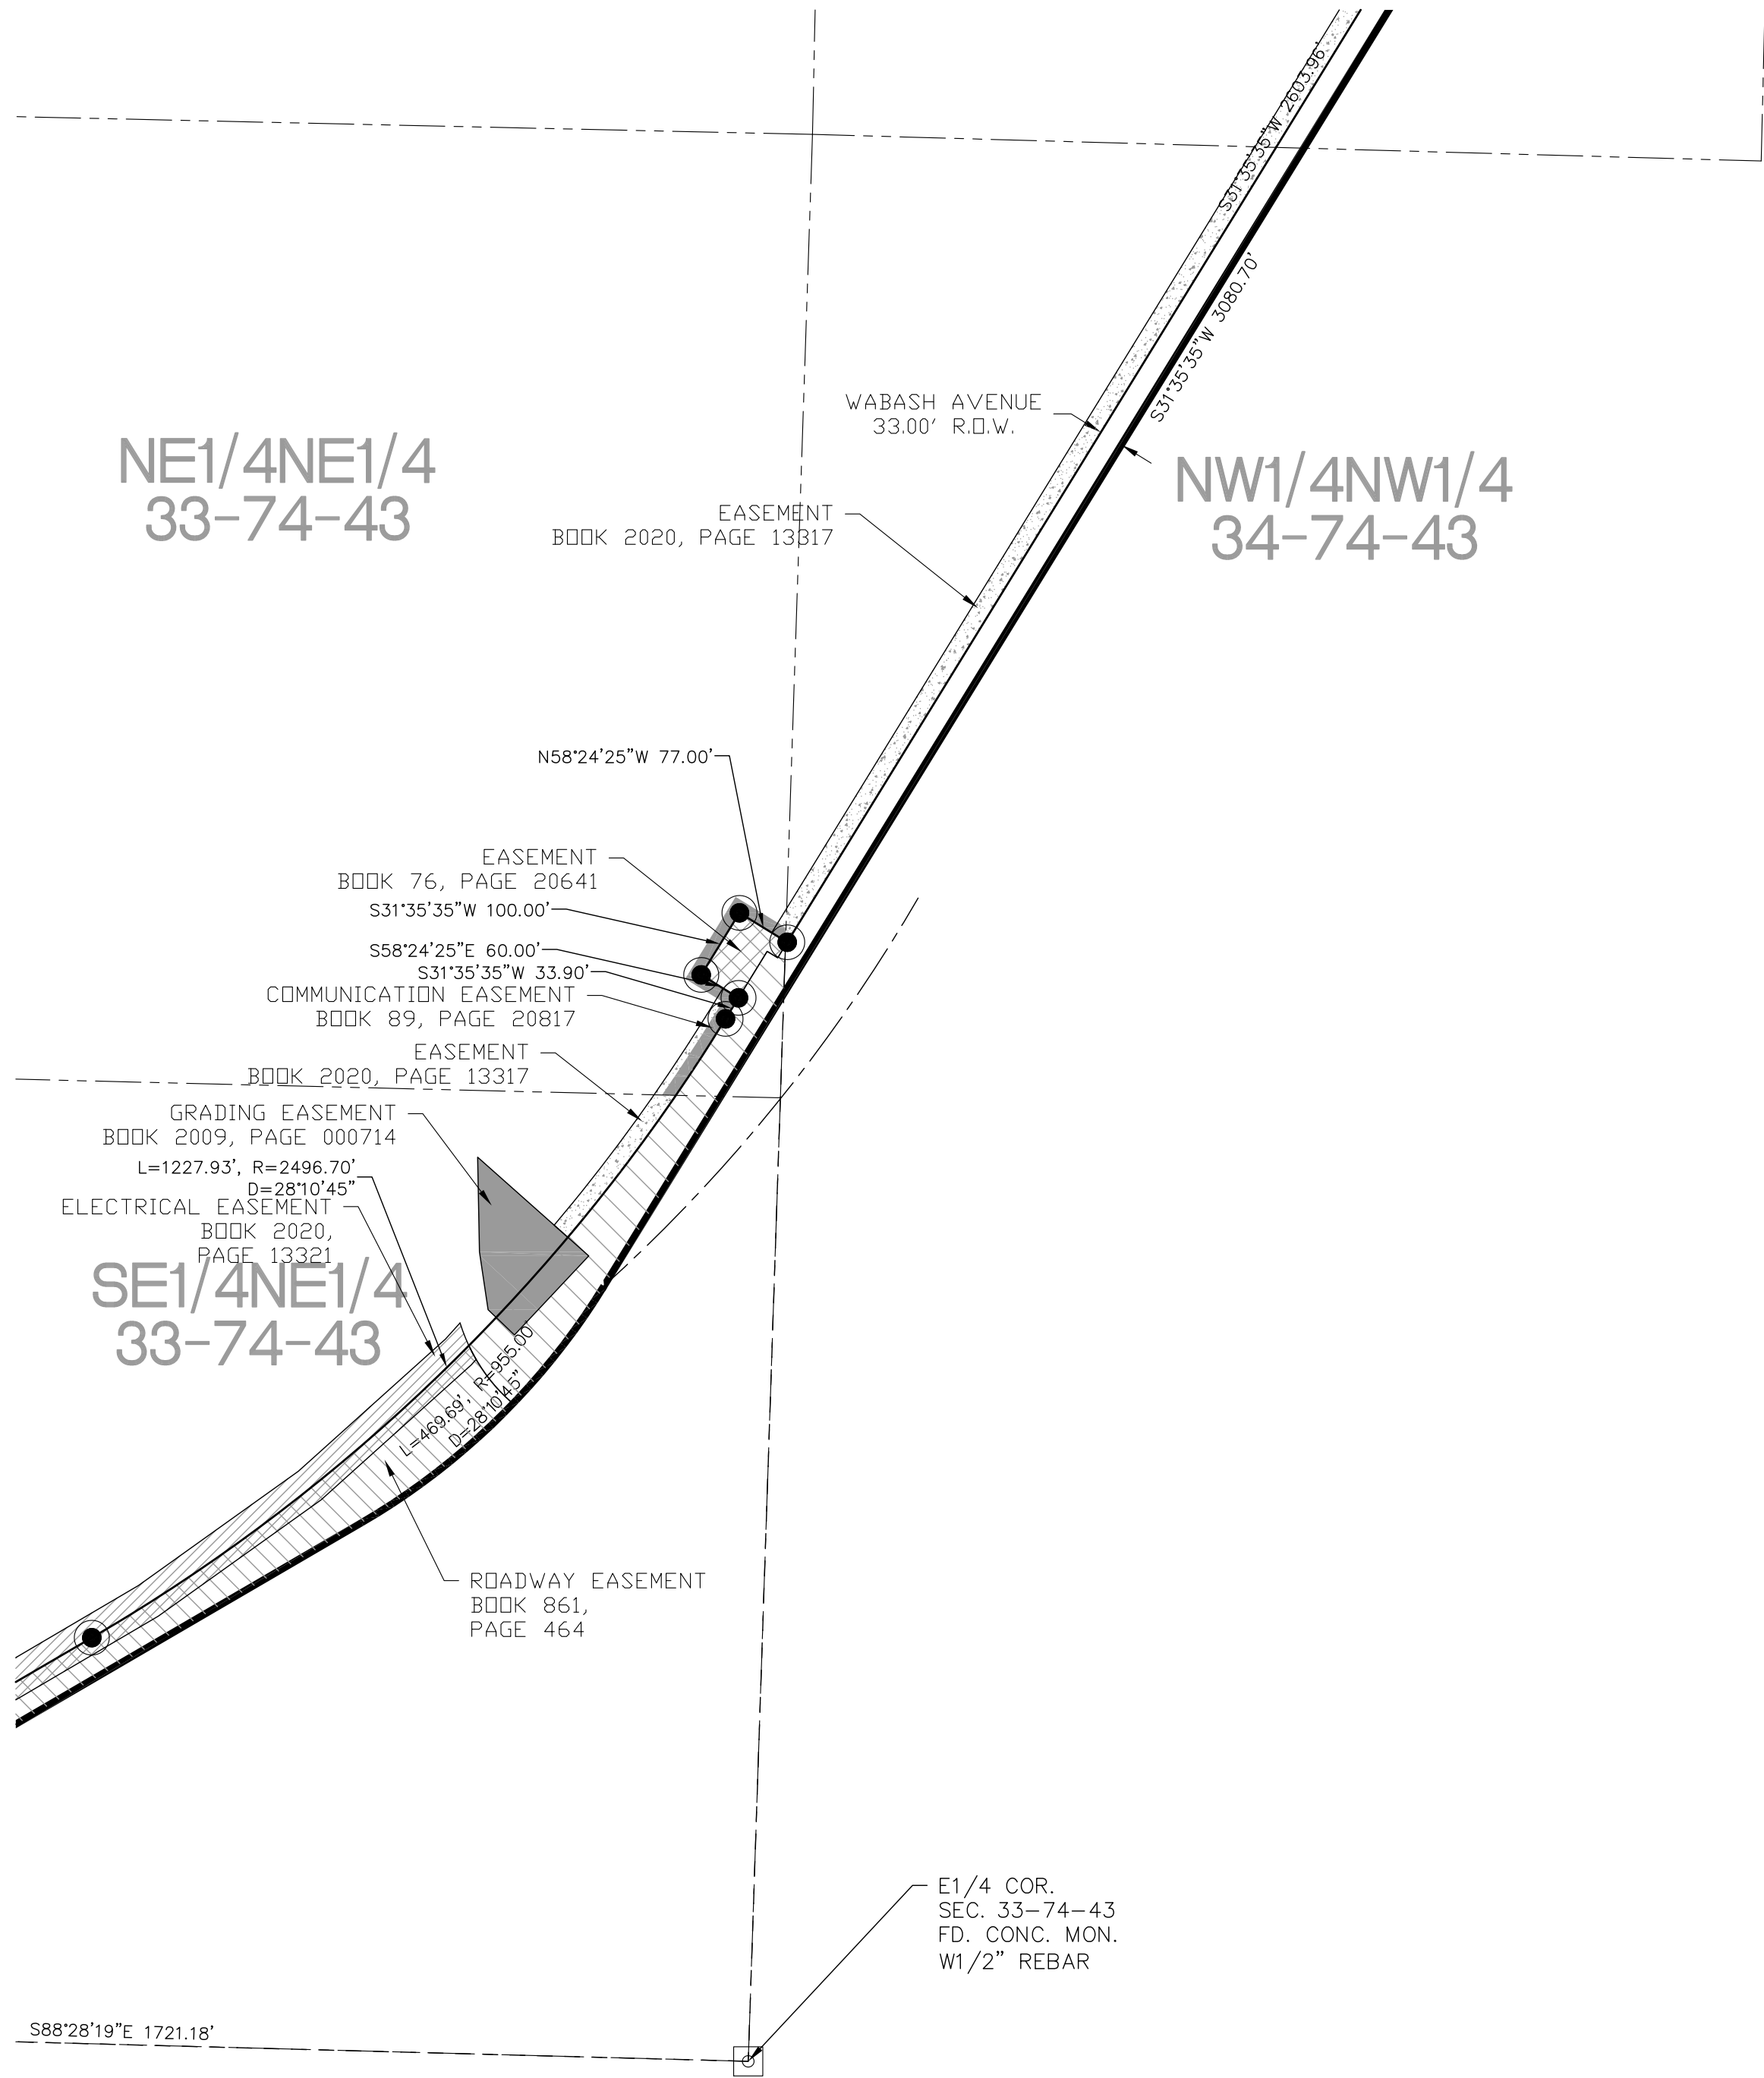 S31°35'35"W 2603.96'
S31°35'35"W 3080.70'
WABASH AVENUE
33.00' R.O.W.
NE1/4NE1/4
33-74-43
NW1/4NW1/4
34-74-43
EASEMENT
BOOK 2020, PAGE 13317
N58°24'25"W 77.00'
EASEMENT
BOOK 76, PAGE 20641
S31°35'35"W 100.00'
S58°24'25"E 60.00'
S31°35'35"W 33.90'
COMMUNICATION EASEMENT
BOOK 89, PAGE 20817
EASEMENT
BOOK 2020, PAGE 13317
GRADING EASEMENT
BOOK 2009, PAGE 000714
L=1227.93', R=2496.70'
D=28°10'45"
ELECTRICAL EASEMENT
BOOK 2020,
PAGE 13321
SE1/4NE1/4
33-74-43
L=469.69', R=955.00'
D=28°10'45"
ROADWAY EASEMENT
BOOK 861,
PAGE 464
E1/4 COR.
SEC. 33-74-43
FD. CONC. MON.
W1/2" REBAR
S88°28'19"E 1721.18'